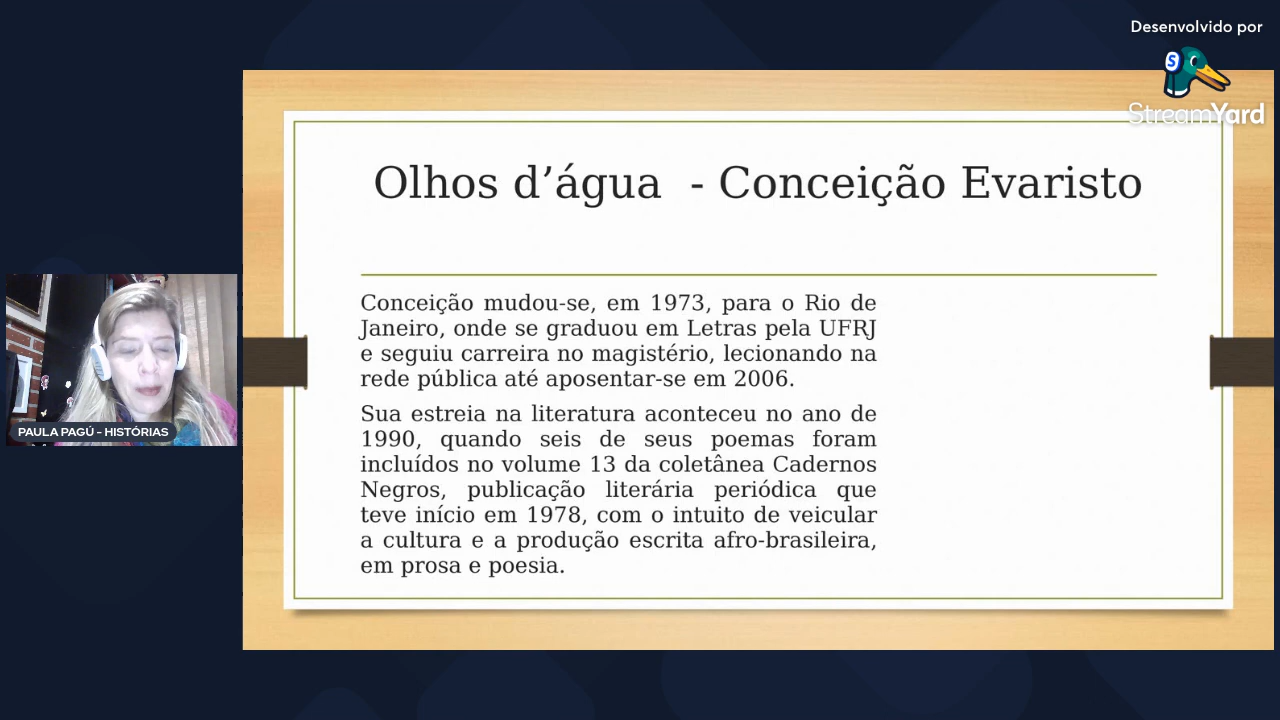 Desenvolvido por
StreamYard
Olhos d’água - Conceição Evaristo
Conceição mudou-se, em 1973, para o Rio de
Janeiro, onde se graduou em Letras pela UFRJ
e seguiu carreira no magistério, lecionando na
rede pública até aposentar-se em 2006.
Sua estreia na literatura aconteceu no ano de
1990, quando seis de seus poemas foram
incluídos no volume 13 da coletânea Cadernos
Negros, publicação literária periódica que
teve início em 1978, com o intuito de veicular
a cultura e a produção escrita afro-brasileira,
em prosa e poesia.
PAULA PAGÚ - HISTÓRIAS